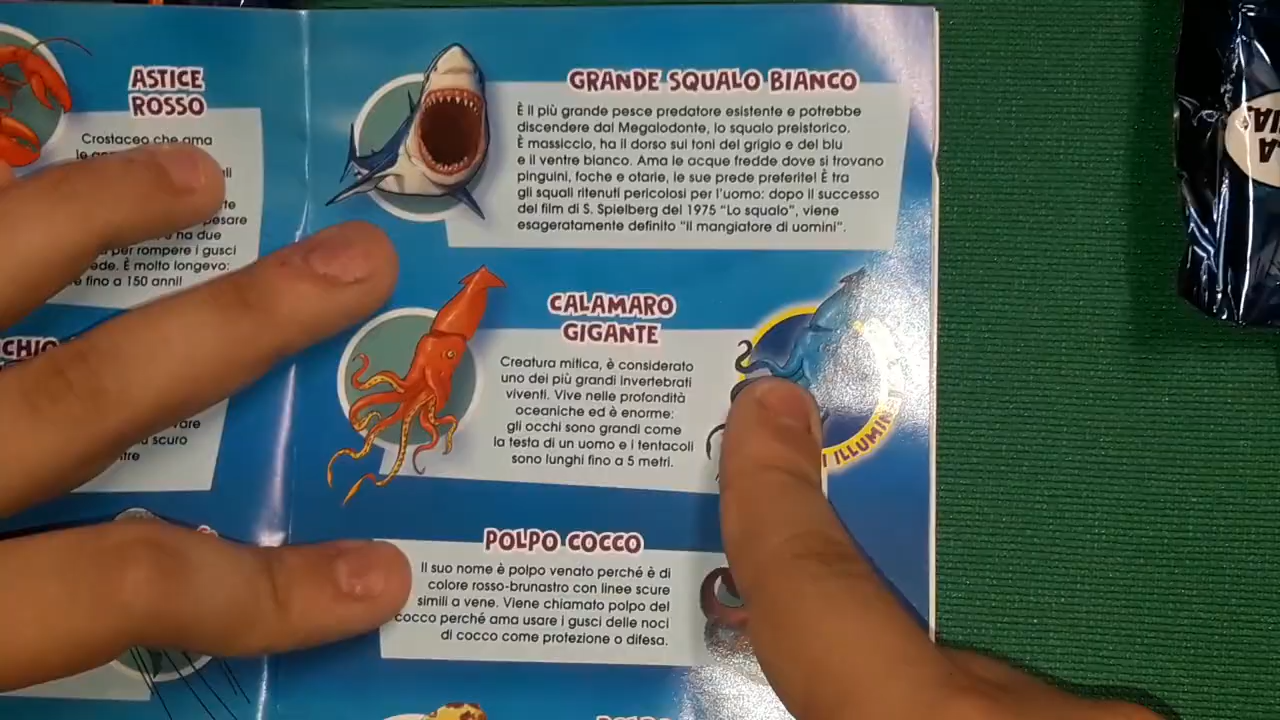 ASTICE
ROSSO
Crostaceo che ama
le
pesare
ha due
per rompere i gusci
È molto longevo:
fino a 150 anni!
scuro
GRANDE SQUALO BIANCO
È il più grande pesce predatore esistente e potrebbe
discendere dal Megalodonte, lo squalo preistorico.
È massiccio, ha il dorso sui toni del grigio e del blu
e il ventre bianco. Ama le acque fredde dove si trovano
pinguini, foche e otarie, le sue prede preferite! È tra
gli squali ritenuti pericolosi per l'uomo: dopo il successo
del film di S. Spielberg del 1975 "Lo squalo", viene
esageratamente definito "il mangiatore di uomini".
CALAMARO
GIGANTE
Creatura mitica, è considerato
uno dei più grandi invertebrati
viventi. Vive nelle profondità
oceaniche ed è enorme:
gli occhi sono grandi come
la testa di un uomo e i tentacoli
sono lunghi fino a 5 metri.
POLPO COCCO
Il suo nome è polpo venato perché è di
colore rosso-brunastro con linee scure
simili a vene. Viene chiamato polpo del
cocco perché ama usare i gusci delle noci
di cocco come protezione o difesa.